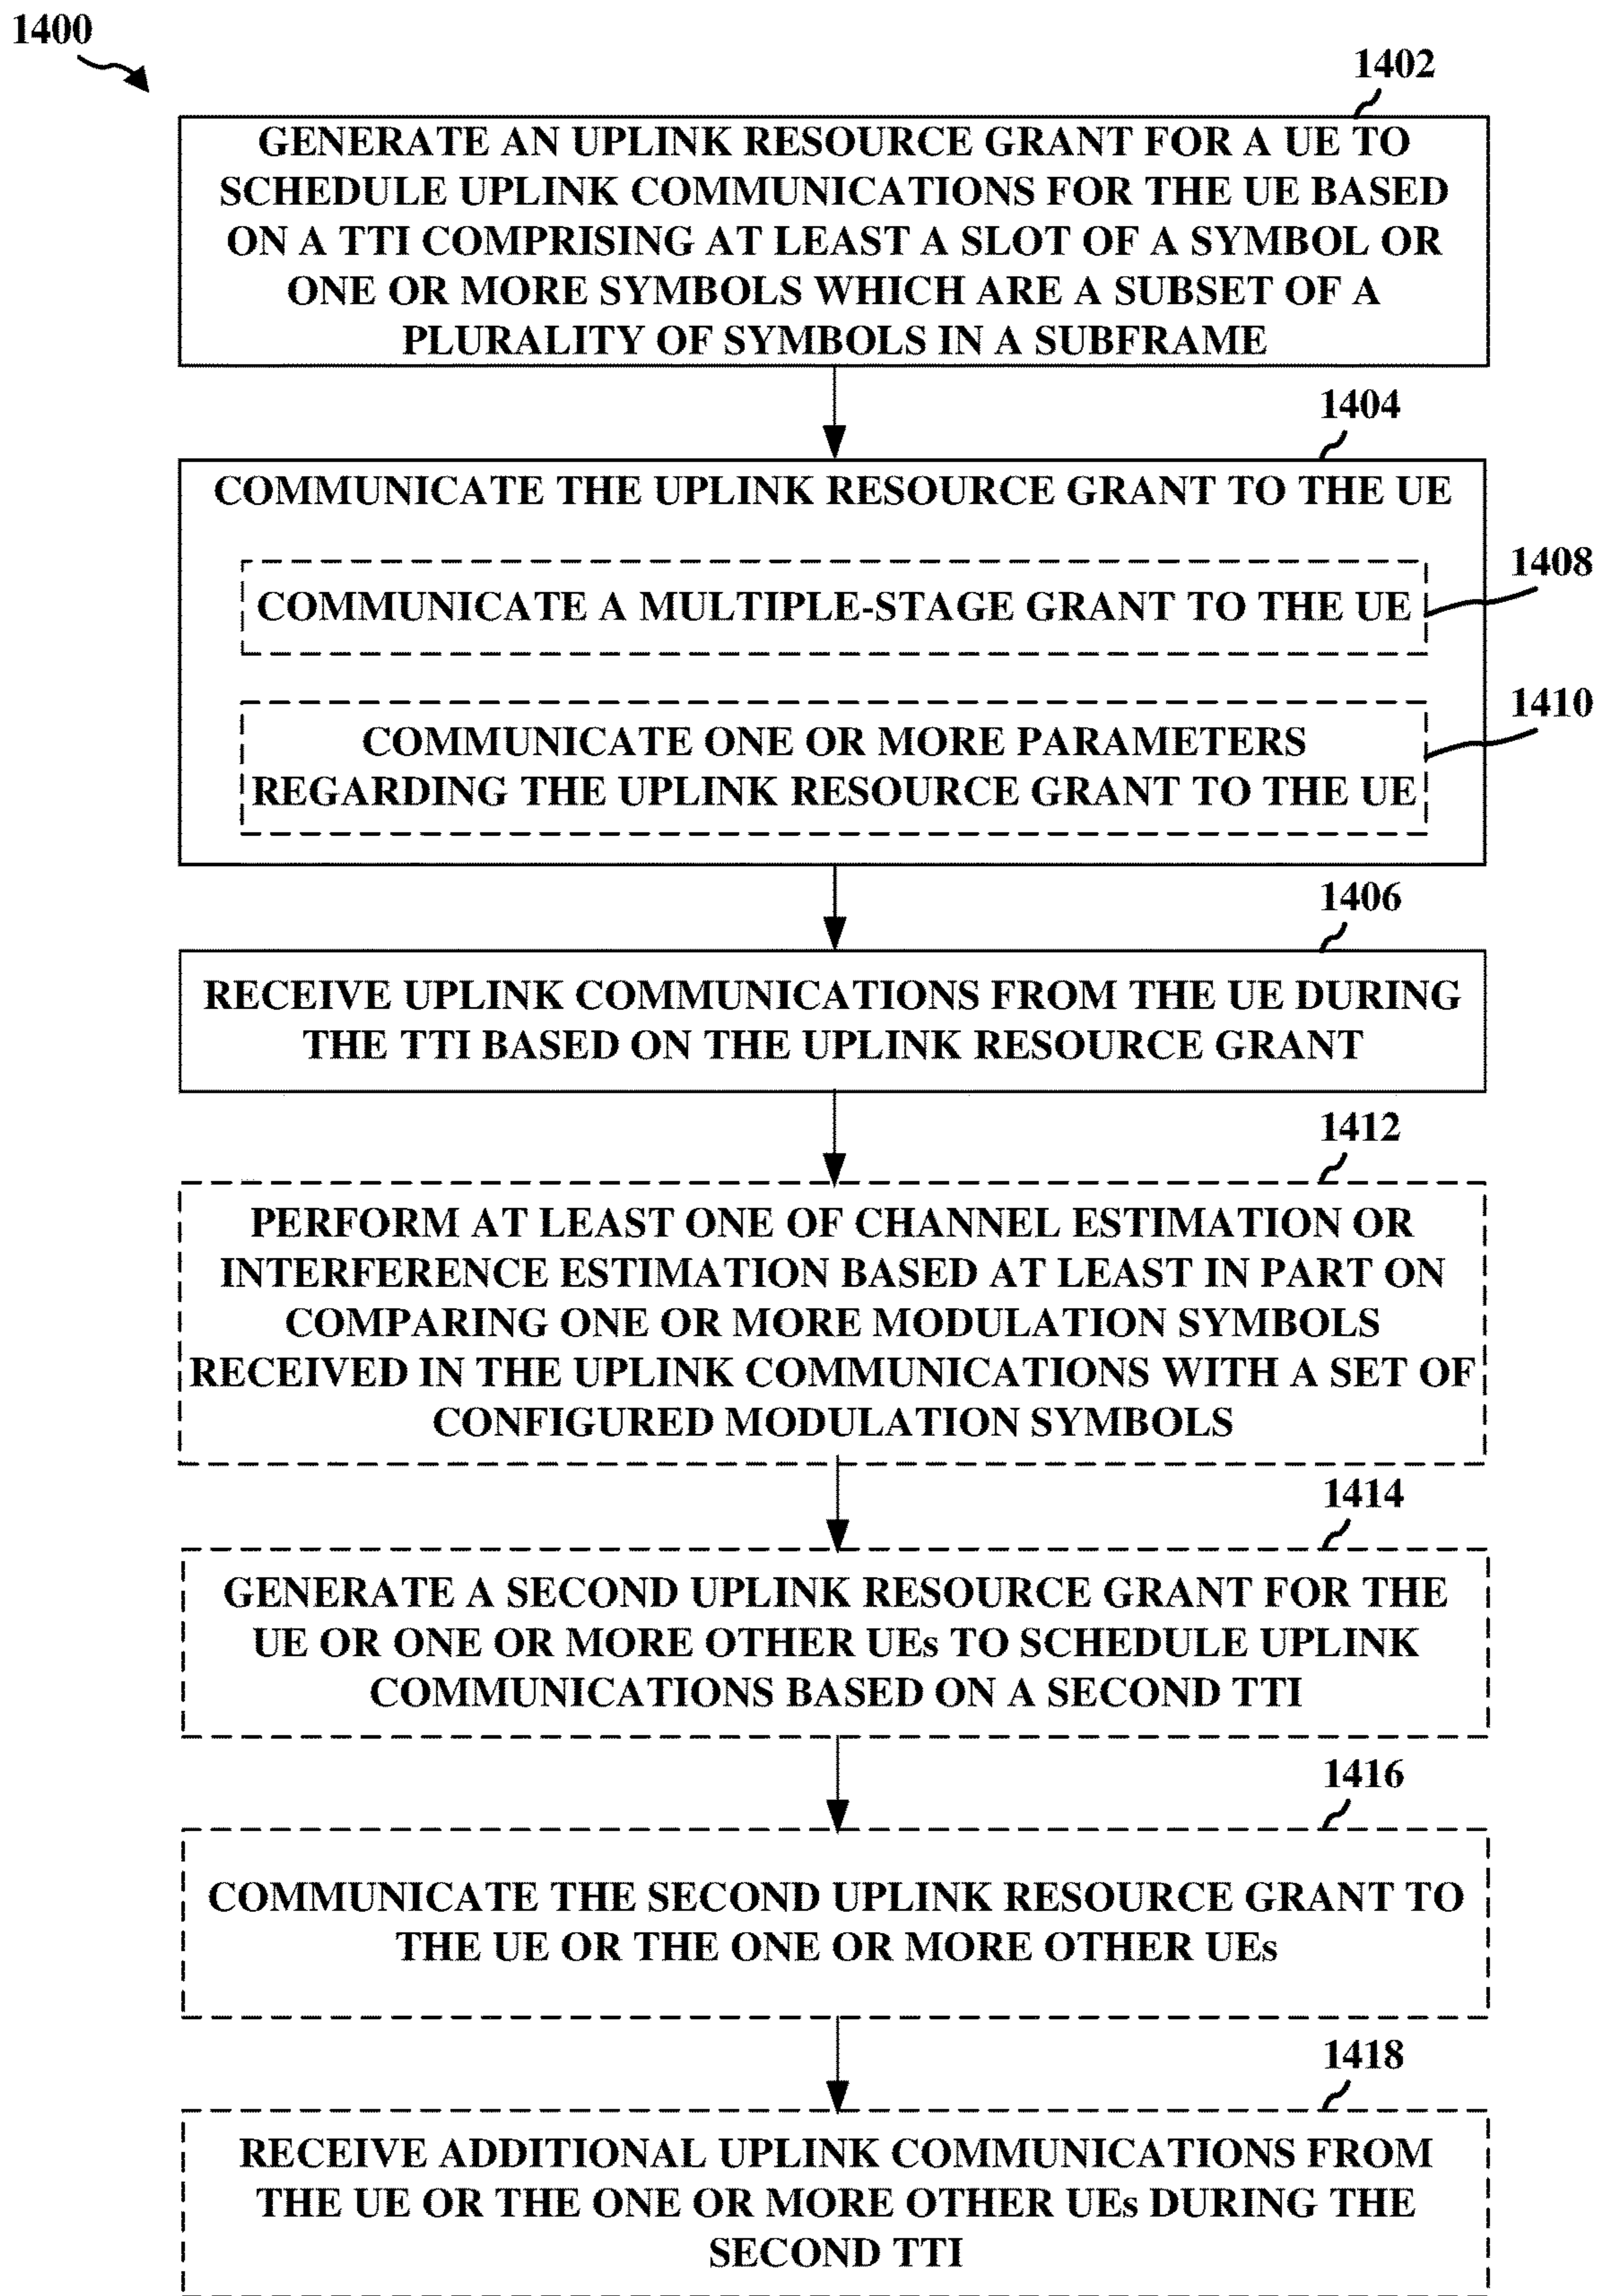 1400
1402
GENERATE AN UPLINK RESOURCE GRANT FOR A UE TO
SCHEDULE UPLINK COMMUNICATIONS FOR THE UE BASED
ON A TTI COMPRISING AT LEAST A SLOT OF A SYMBOL OR
ONE OR MORE SYMBOLS WHICH ARE A SUBSET OF A
PLURALITY OF SYMBOLS IN A SUBFRAME
1404
COMMUNICATE THE UPLINK RESOURCE GRANT TO THE UE
1408
COMMUNICATE A MULTIPLE-STAGE GRANT TO THE UE
1410
COMMUNICATE ONE OR MORE PARAMETERS
REGARDING THE UPLINK RESOURCE GRANT TO THE UE
1406
RECEIVE UPLINK COMMUNICATIONS FROM THE UE DURING
THE TTI BASED ON THE UPLINK RESOURCE GRANT
1412
PERFORM AT LEAST ONE OF CHANNEL ESTIMATION OR
INTERFERENCE ESTIMATION BASED AT LEAST IN PART ON
COMPARING ONE OR MORE MODULATION SYMBOLS
RECEIVED IN THE UPLINK COMMUNICATIONS WITH A SET OF
CONFIGURED MODULATION SYMBOLS
1414
GENERATE A SECOND UPLINK RESOURCE GRANT FOR THE
UE OR ONE OR MORE OTHER UEs TO SCHEDULE UPLINK
COMMUNICATIONS BASED ON A SECOND TTI
1416
COMMUNICATE THE SECOND UPLINK RESOURCE GRANT TO
THE UE OR THE ONE OR MORE OTHER UEs
1418
RECEIVE ADDITIONAL UPLINK COMMUNICATIONS FROM
THE UE OR THE ONE OR MORE OTHER UEs DURING THE
SECOND TTI